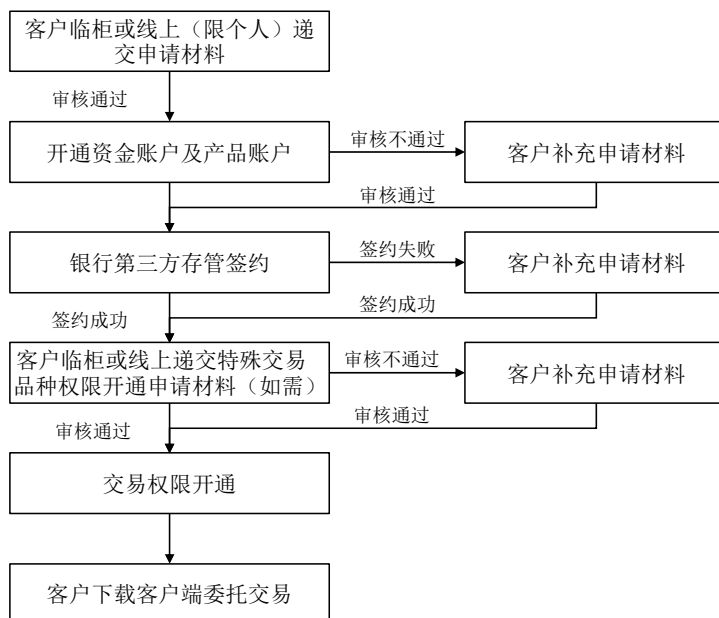 客户临柜或线上（限个人）递
交申请材料
审核通过
开通资金账户及产品账户
审核不通过
客户补充申请材料
审核通过
银行第三方存管签约
签约失败
客户补充申请材料
签约成功
签约成功
客户临柜或线上递交特殊交易
品种权限开通申请材料（如需）
审核不通过
客户补充申请材料
审核通过
审核通过
交易权限开通
客户下载客户端委托交易